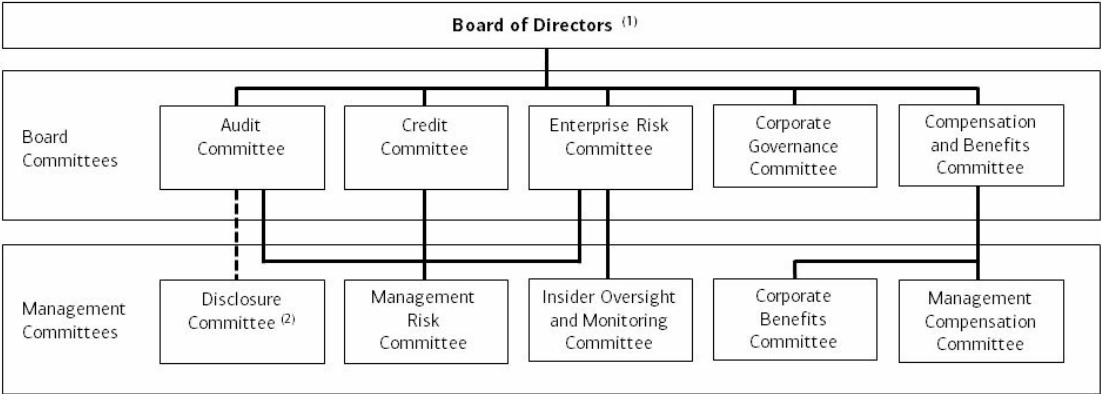 Board of Directors (1)
Board
Committees
Audit
Committee
Credit
Committee
Enterprise Risk
Committee
Corporate
Governance
Committee
Compensation
and Benefits
Committee
Management
Committees
Disclosure
Committee (2)
Management
Risk
Committee
Insider Oversight
and Monitoring
Committee
Corporate
Benefits
Committee
Management
Compensation
Committee